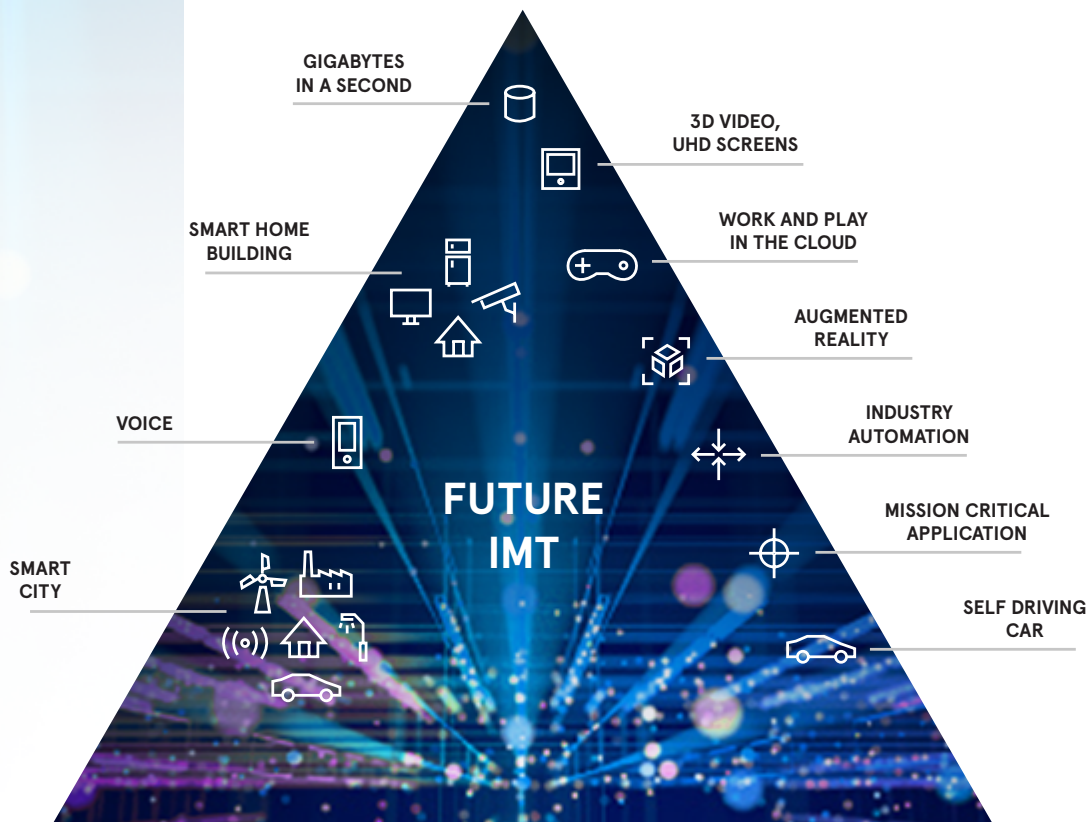 GIGABYTES
IN A SECOND
3D VIDEO,
UHD SCREENS
SMART HOME
BUILDING
WORK AND PLAY
IN THE CLOUD
AUGMENTED
REALITY
VOICE
INDUSTRY
AUTOMATION
FUTURE
IMT
MISSION CRITICAL
APPLICATION
SMART
CITY
SELF DRIVING
CAR